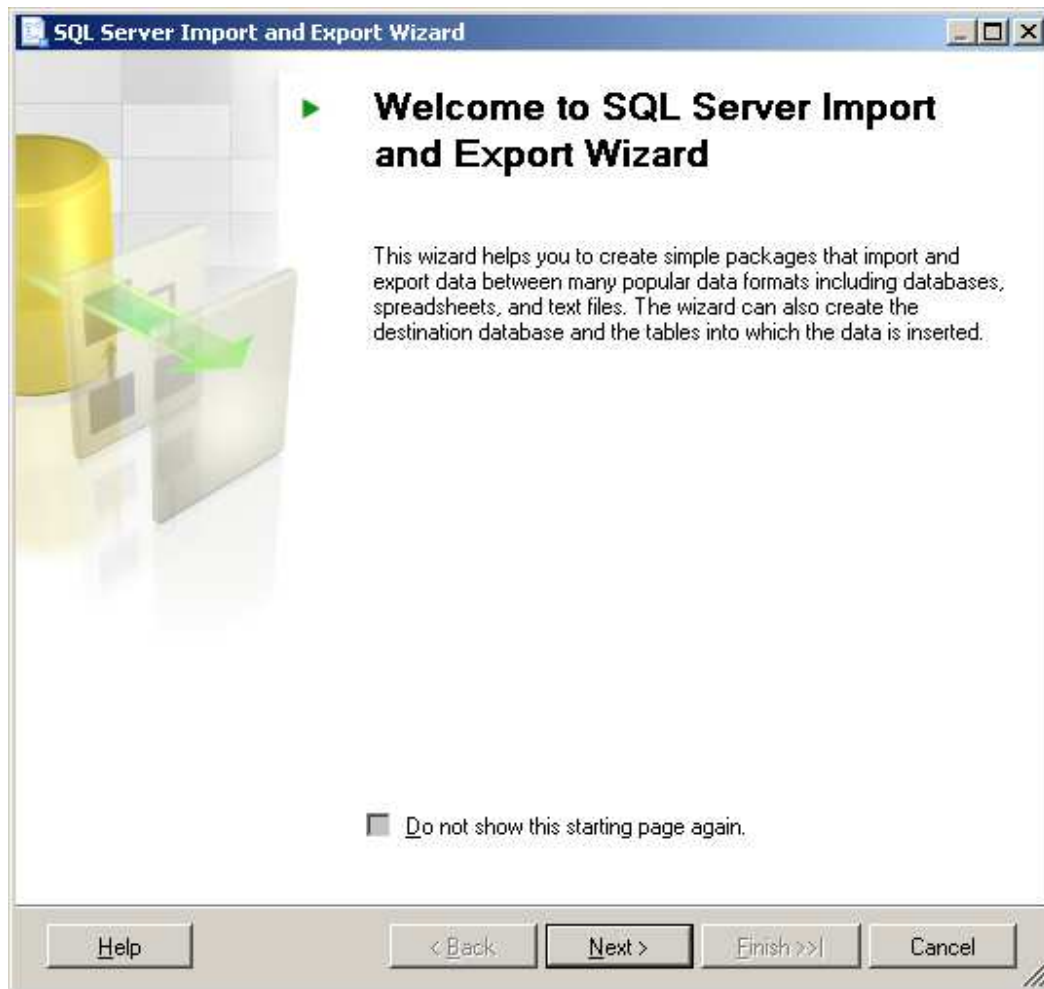 SQL Server Import and Export Wizard
Welcome to SQL Server Import
and Export Wizard
This wizard helps you to create simple packages that import and
export data between many popular data formats including databases,
spreadsheets, and text files. The wizard can also create the
destination database and the tables into which the data is inserted.
Do not show this starting page again.
Help
< Back
Next >
Finish >>|
Cancel